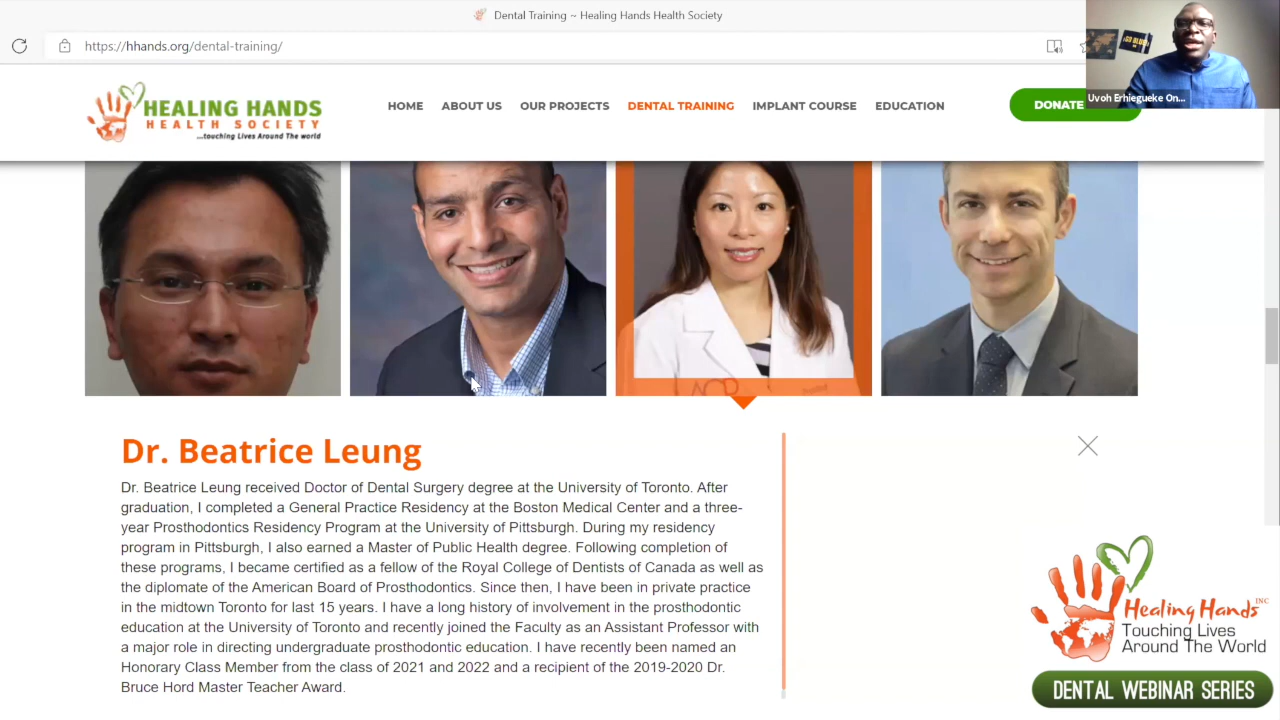 Dental Training ~ Healing Hands Health Society
https://hhands.org/dental-training/
HEALING HANDS
HEALTH SOCIETY
...touching Lives Around The world
HOME ABOUT US OUR PROJECTS DENTAL TRAINING IMPLANT COURSE EDUCATION
DONATE
Uvoh Erhiegueke On...
Dr. Beatrice Leung
Dr. Beatrice Leung received Doctor of Dental Surgery degree at the University of Toronto. After
graduation, I completed a General Practice Residency at the Boston Medical Center and a three-
year Prosthodontics Residency Program at the University of Pittsburgh. During my residency
program in Pittsburgh, I also earned a Master of Public Health degree. Following completion of
these programs, I became certified as a fellow of the Royal College of Dentists of Canada as well as
the diplomate of the American Board of Prosthodontics. Since then, I have been in private practice
in the midtown Toronto for last 15 years. I have a long history of involvement in the prosthodontic
education at the University of Toronto and recently joined the Faculty as an Assistant Professor with
a major role in directing undergraduate prosthodontic education. I have recently been named an
Honorary Class Member from the class of 2021 and 2022 and a recipient of the 2019-2020 Dr.
Bruce Hord Master Teacher Award.
Healing Hands INC
Touching Lives
Around The World
DENTAL WEBINAR SERIES